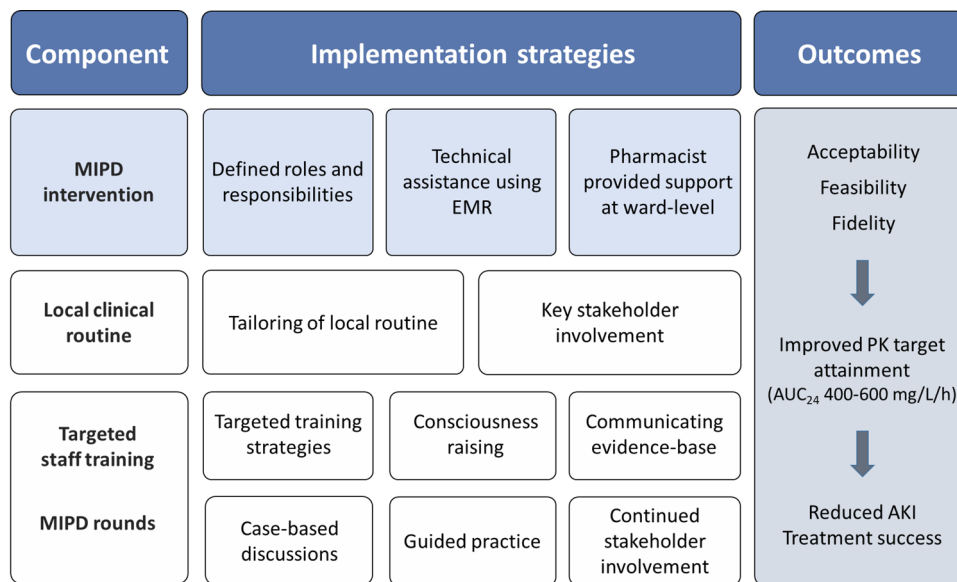 Component
Implementation strategies
Outcomes
MIPD
intervention
Defined roles and
responsibilities
Technical
assistance using
EMR
Pharmacist
provided support
at ward-level
Acceptability
Feasibility
Fidelity
Local clinical
routine
Tailoring of local routine
Key stakeholder
involvement
Improved PK target
attainment
(AUC₂₄ 400-600 mg/L/h)
Targeted
staff training
Targeted training
strategies
Consciousness
raising
Communicating
evidence-base
MIPD rounds
Case-based
discussions
Guided practice
Continued
stakeholder
involvement
Reduced AKI
Treatment success